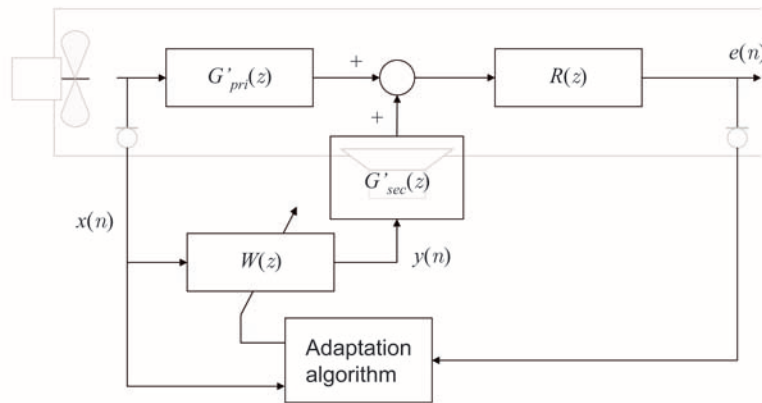 e(n)
G'pri(z)
+
R(z)
+
G'sec(z)
x(n)
W(z)
y(n)
Adaptation
algorithm